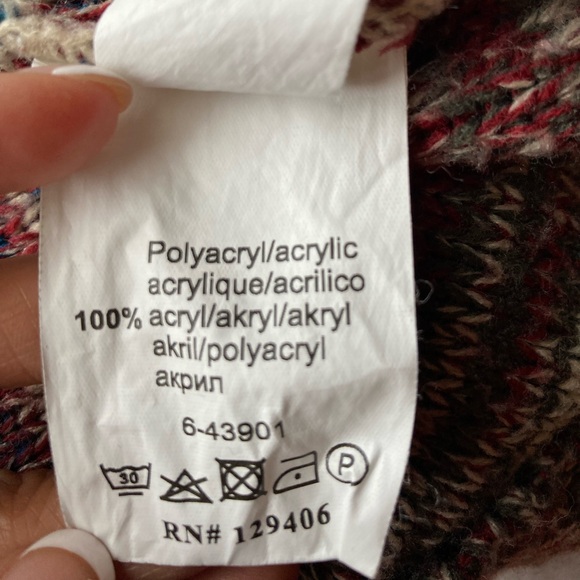 Polyacryl/acrylic
acrylique/acrilico
100% acryl/akryl/akryl
akril/polyacryl
акрил
6-43901
30 P
RN# 129406